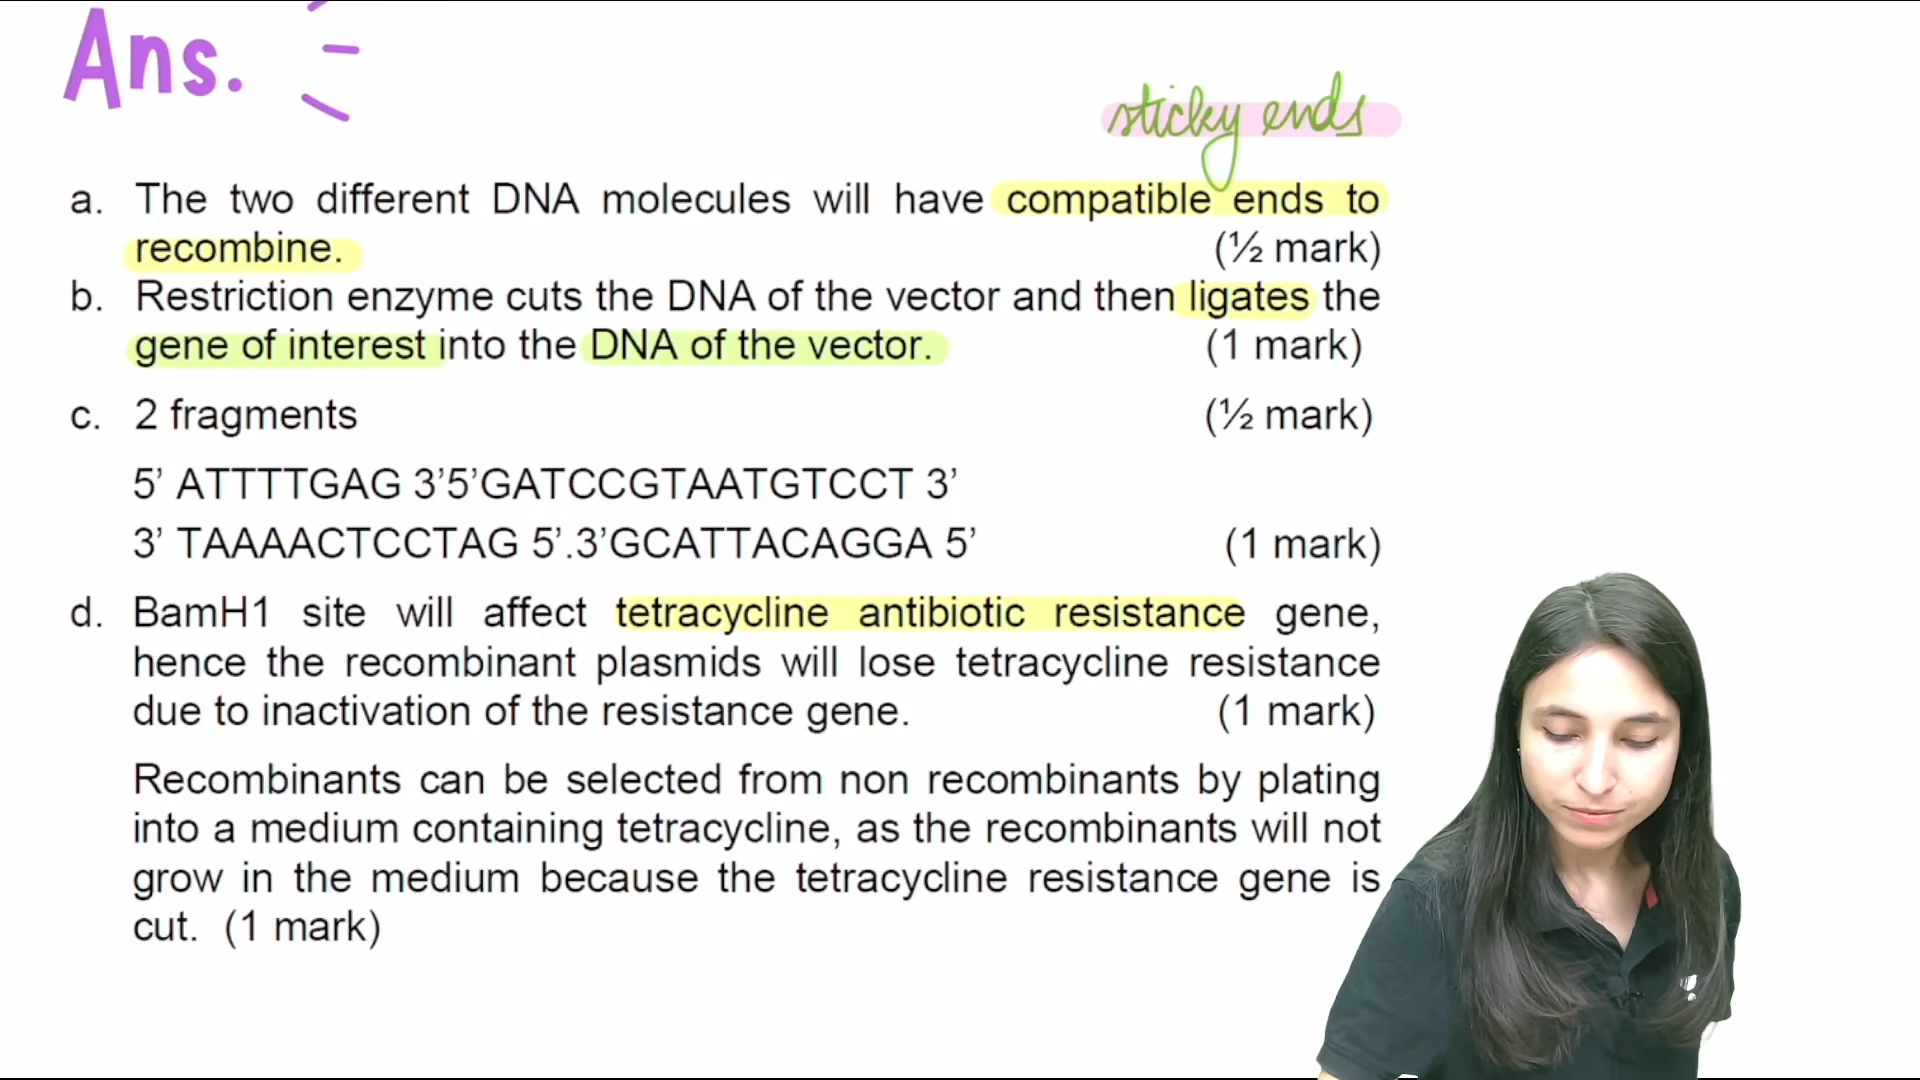 Ans.
sticky ends
a. The two different DNA molecules will have compatible ends to
recombine. (½ mark)
b. Restriction enzyme cuts the DNA of the vector and then ligates the
gene of interest into the DNA of the vector. (1 mark)
c. 2 fragments (½ mark)
5’ ATTTTGAG 3’5’GATCCGTAATGTCCT 3’
3’ TAAAACTCCTAG 5’.3’GCATTACAGGA 5’ (1 mark)
d. BamH1 site will affect tetracycline antibiotic resistance gene,
hence the recombinant plasmids will lose tetracycline resistance
due to inactivation of the resistance gene. (1 mark)
Recombinants can be selected from non recombinants by plating
into a medium containing tetracycline, as the recombinants will not
grow in the medium because the tetracycline resistance gene is
cut. (1 mark)